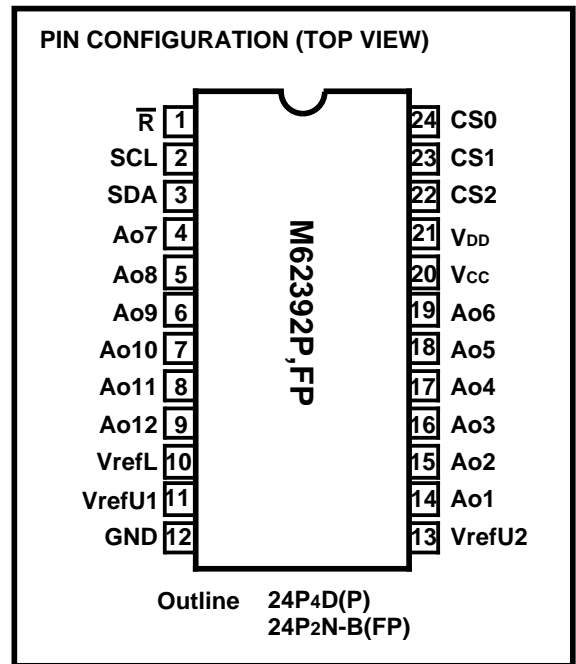 PIN CONFIGURATION (TOP VIEW)
R̅ 1
SCL 2
SDA 3
Ao7 4
Ao8 5
Ao9 6
Ao10 7
Ao11 8
Ao12 9
VrefL 10
VrefU1 11
GND 12
M62392P,FP
24 CS0
23 CS1
22 CS2
21 VDD
20 VCC
19 Ao6
18 Ao5
17 Ao4
16 Ao3
15 Ao2
14 Ao1
13 VrefU2
Outline 24P4D(P)
24P2N-B(FP)